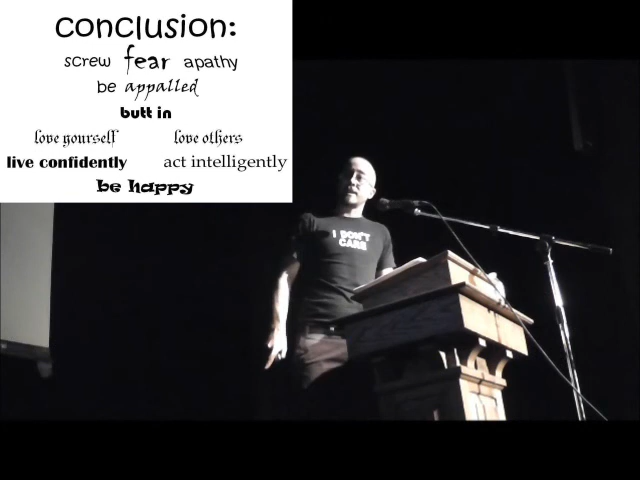 conclusion:
screw fear apathy
be appalled
butt in
love yourself love others
live confidently act intelligently
be happy
I DON'T
CARE